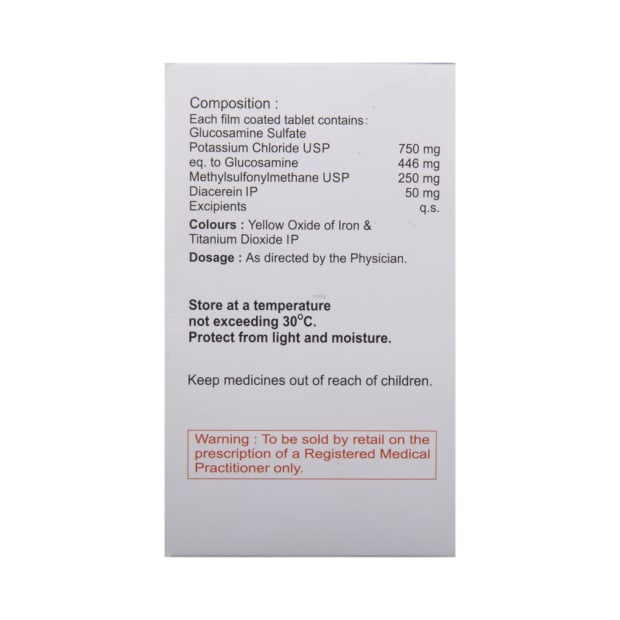 Composition :
Each film coated tablet contains:
Glucosamine Sulfate
Potassium Chloride USP 750 mg
eq. to Glucosamine 446 mg
Methylsulfonylmethane USP 250 mg
Diacerein IP 50 mg
Excipients q.s.
Colours : Yellow Oxide of Iron &
Titanium Dioxide IP
Dosage : As directed by the Physician.
Store at a temperature
not exceeding 30°C.
Protect from light and moisture.
Keep medicines out of reach of children.
Warning : To be sold by retail on the
prescription of a Registered Medical
Practitioner only.